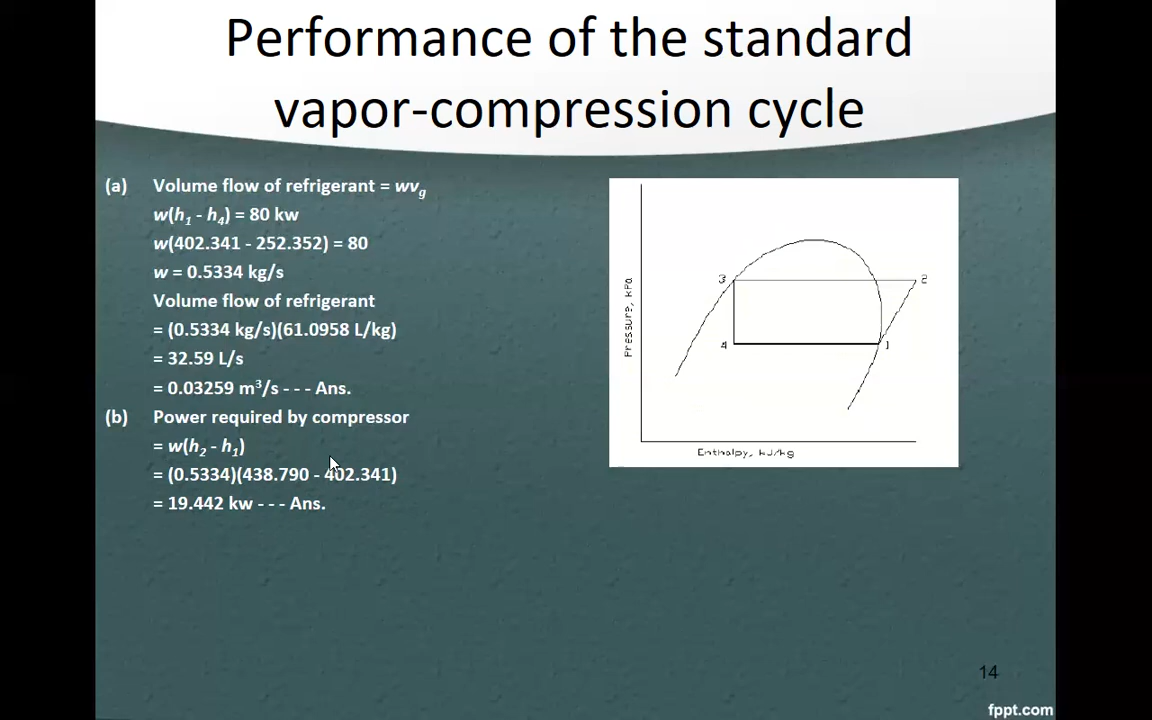 Performance of the standard
vapor-compression cycle
(a) Volume flow of refrigerant = wvg
w(h1 - h4) = 80 kw
w(402.341 - 252.352) = 80
w = 0.5334 kg/s
Volume flow of refrigerant
= (0.5334 kg/s)(61.0958 L/kg)
= 32.59 L/s
= 0.03259 m³/s - - - Ans.
(b) Power required by compressor
= w(h2 - h1)
= (0.5334)(438.790 - 402.341)
= 19.442 kw - - - Ans.
Pressure, kPa
3
2
4
1
Enthalpy, kJ/kg
14
fppt.com